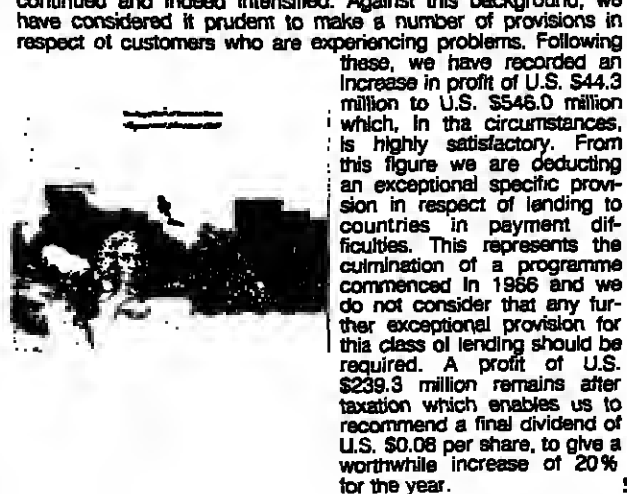 continued and indeed intensified. Against this background, we
have considered it prudent to make a number of provisions in
respect of customers who are experiencing problems. Following
these, we have recorded an
increase in profit of U.S. $44.3
million to U.S. $546.0 million
which, in tha circumstances,
is highly satisfactory. From
this figure we are deducting
an exceptional specific provi-
sion in respect of lending to
countries in payment dif-
ficulties. This represents the
culmination of a programme
commenced in 1986 and we
do not consider that any fur-
ther exceptional provision for
this class of lending should be
required. A profit of U.S.
$239.3 million remains after
taxation which enables us to
recommend a final dividend of
U.S. $0.08 per share, to give a
worthwhile increase of 20%
for the year.